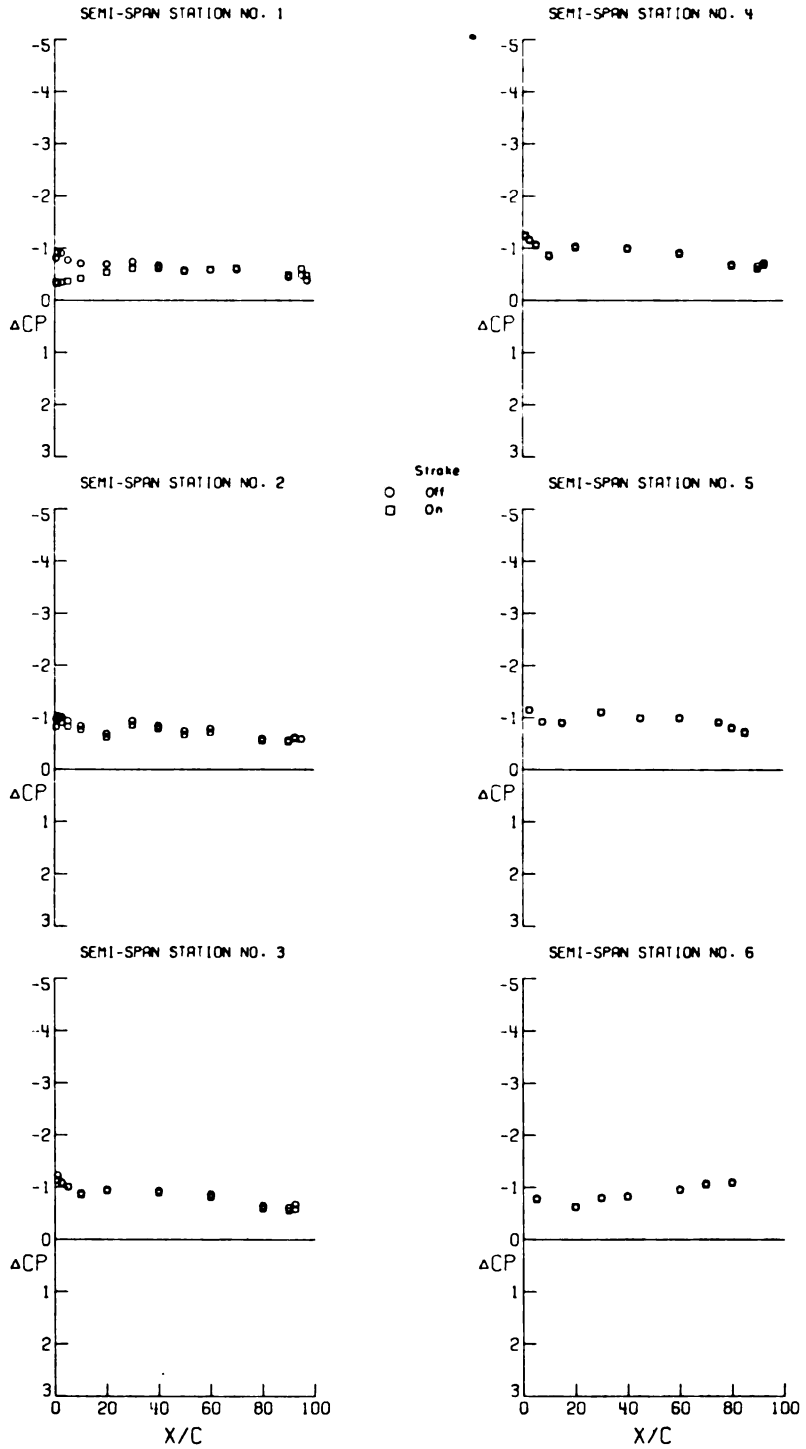 SEMI-SPAN STATION NO. 1
-5
-4
-3
-2
-1
0
ΔCP
1
2
3
SEMI-SPAN STATION NO. 4
-5
-4
-3
-2
-1
0
ΔCP
1
2
3
Strake
○ Off
□ On
SEMI-SPAN STATION NO. 2
-5
-4
-3
-2
-1
0
ΔCP
1
2
3
SEMI-SPAN STATION NO. 5
-5
-4
-3
-2
-1
0
ΔCP
1
2
3
SEMI-SPAN STATION NO. 3
-5
-4
-3
-2
-1
0
ΔCP
1
2
3
0 20 40 60 80 100
X/C
SEMI-SPAN STATION NO. 6
-5
-4
-3
-2
-1
0
ΔCP
1
2
3
0 20 40 60 80 100
X/C